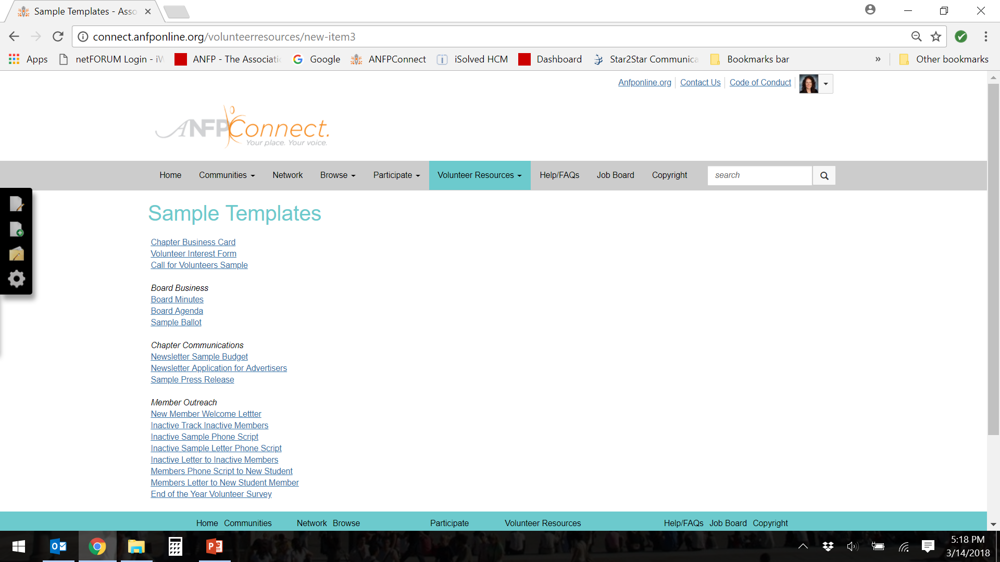 Sample Templates - Asso
connect.anfponline.org/volunteerresources/new-item3
Apps netFORUM Login - iW ANFP - The Associatio Google ANFPConnect iSolved HCM Dashboard Star2Star Communica Bookmarks bar » Other bookmarks
Anfponline.org Contact Us Code of Conduct
ANFPConnect.
Your place. Your voice.
Home Communities Network Browse Participate Volunteer Resources Help/FAQs Job Board Copyright search
Sample Templates
Chapter Business Card
Volunteer Interest Form
Call for Volunteers Sample
Board Business
Board Minutes
Board Agenda
Sample Ballot
Chapter Communications
Newsletter Sample Budget
Newsletter Application for Advertisers
Sample Press Release
Member Outreach
New Member Welcome Lettter
Inactive Track Inactive Members
Inactive Sample Phone Script
Inactive Sample Letter Phone Script
Inactive Letter to Inactive Members
Members Phone Script to New Student
Members Letter to New Student Member
End of the Year Volunteer Survey
Home Communities Network Browse Participate Volunteer Resources Help/FAQs Job Board Copyright
5:18 PM
3/14/2018